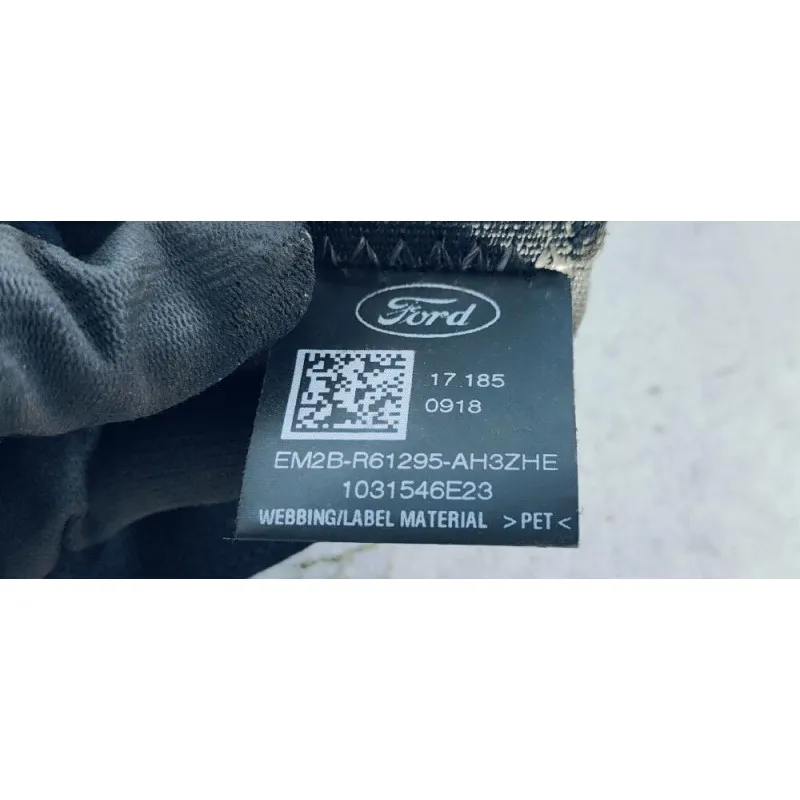 Ford
17 185
0918
EM2B-R61295-AH3ZHE
1031546E23
WEBBING/LABEL MATERIAL >PET<